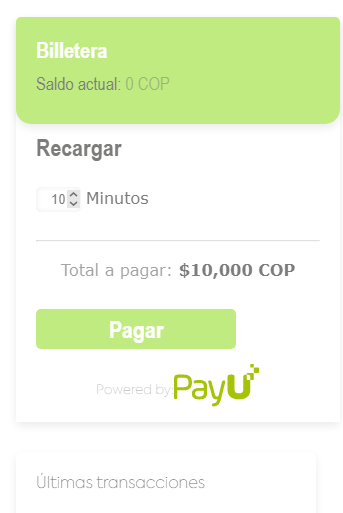 Billetera
Saldo actual: 0 COP
Recargar
10 Minutos
Total a pagar: $10,000 COP
Pagar
Powered by: PayU
Últimas transacciones